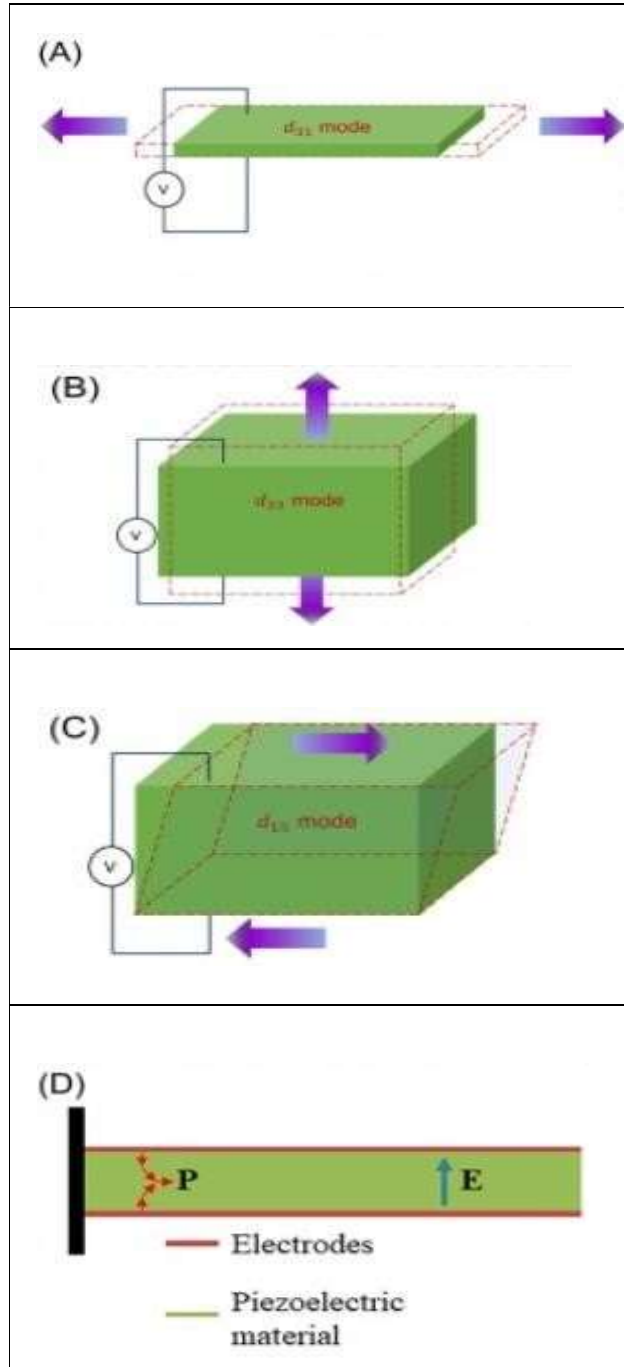 (A)
d₃₁ mode
V
(B)
d₃₃ mode
V
(C)
d₁₅ mode
V
(D)
P
E
Electrodes
Piezoelectric
material